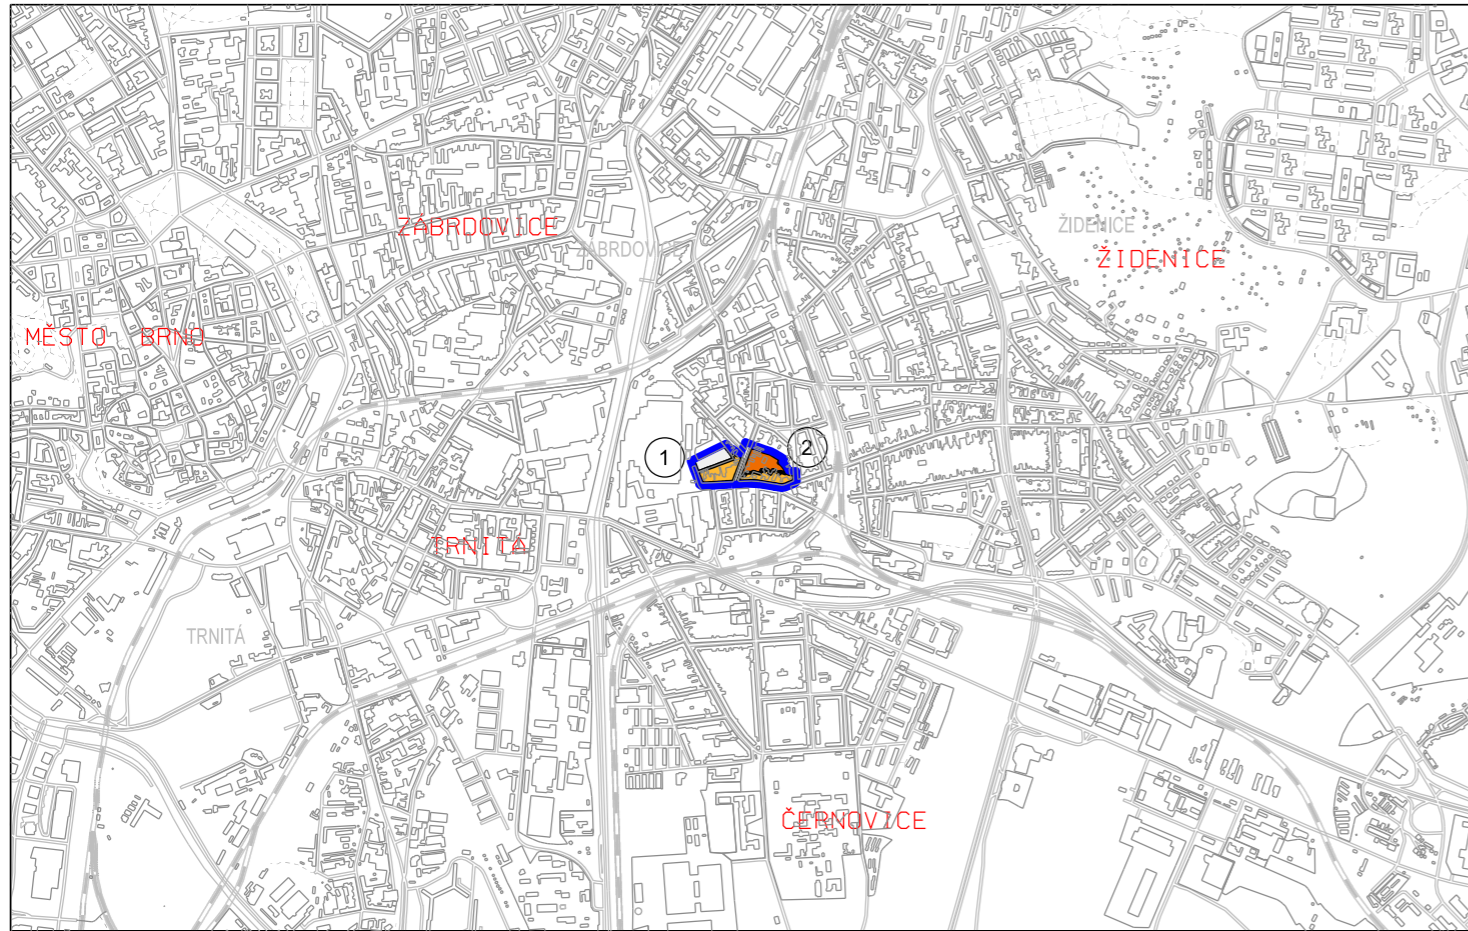 ZÁBRDOVICE
ZÁBRDOVICE
ŽIDENICE
ŽIDENICE
MĚSTO BRNO
1
2
TRNITÁ
TRNITÁ
ČERNOVICE